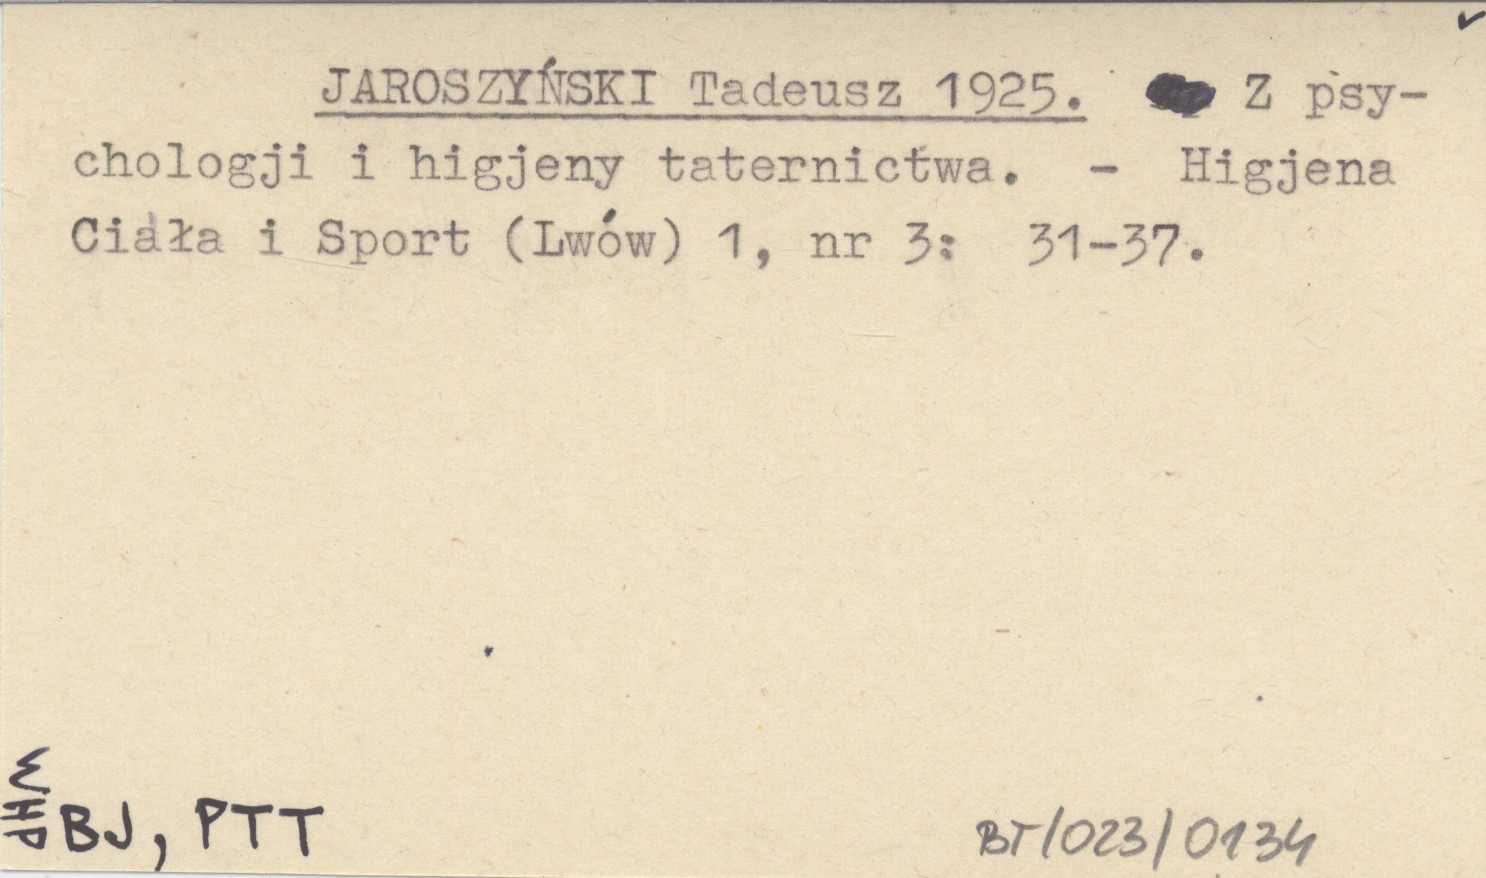 JAROSZYŃSKI Tadeusz 1925. Z psy-
chologji i higjeny taternictwa. - Higjena
Ciała i Sport (Lwów) 1, nr 3: 31-37.
BJ, PTT
BT/023/0134